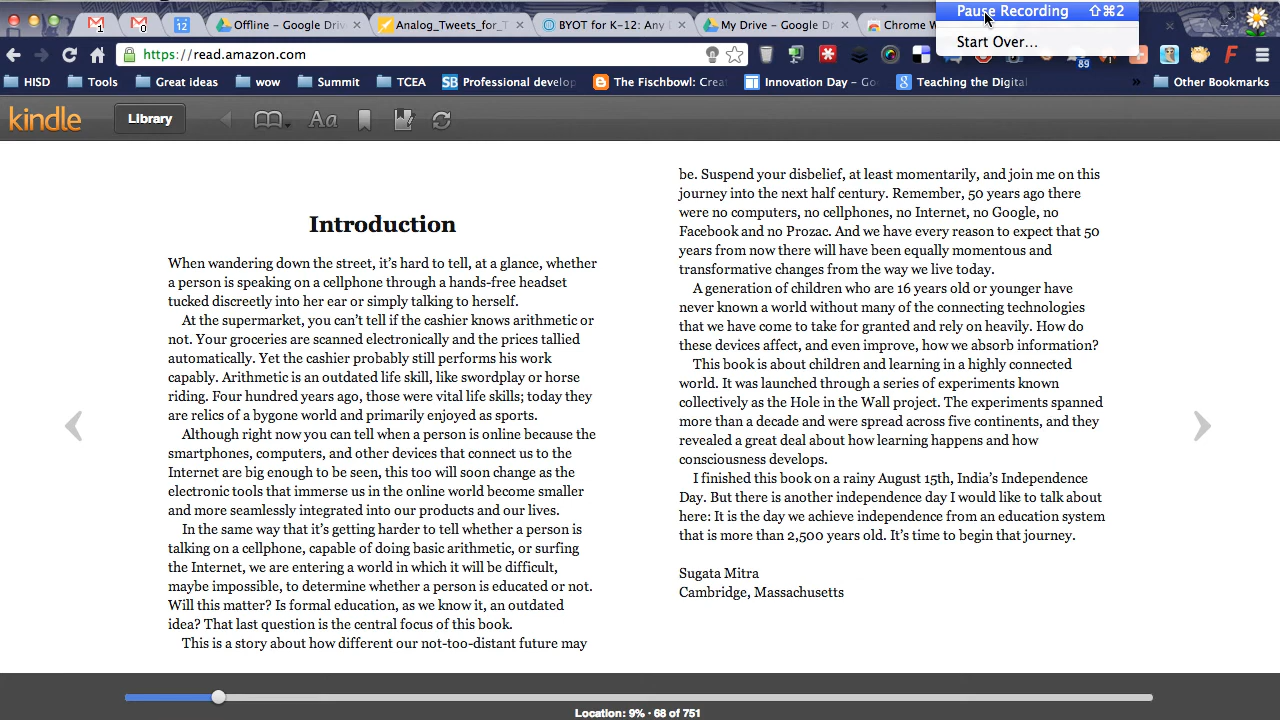 Pause Recording ⇧⌘2
Start Over...
1
0
12
Offline – Google Driv
Analog_Tweets_for_T
BYOT for K-12: Any D
My Drive – Google D
Chrome W
https://read.amazon.com
89
HISD
Tools
Great ideas
wow
Summit
TCEA
Professional develo
The Fischbowl: Crea
Innovation Day – Go
Teaching the Digital
»
Other Bookmarks
kindle
Library
Aa
Introduction
When wandering down the street, it's hard to tell, at a glance, whether
a person is speaking on a cellphone through a hands-free headset
tucked discreetly into her ear or simply talking to herself.
At the supermarket, you can't tell if the cashier knows arithmetic or
not. Your groceries are scanned electronically and the prices tallied
automatically. Yet the cashier probably still performs his work
capably. Arithmetic is an outdated life skill, like swordplay or horse
riding. Four hundred years ago, those were vital life skills; today they
are relics of a bygone world and primarily enjoyed as sports.
Although right now you can tell when a person is online because the
smartphones, computers, and other devices that connect us to the
Internet are big enough to be seen, this too will soon change as the
electronic tools that immerse us in the online world become smaller
and more seamlessly integrated into our products and our lives.
In the same way that it's getting harder to tell whether a person is
talking on a cellphone, capable of doing basic arithmetic, or surfing
the Internet, we are entering a world in which it will be difficult,
maybe impossible, to determine whether a person is educated or not.
Will this matter? Is formal education, as we know it, an outdated
idea? That last question is the central focus of this book.
This is a story about how different our not-too-distant future may
be. Suspend your disbelief, at least momentarily, and join me on this
journey into the next half century. Remember, 50 years ago there
were no computers, no cellphones, no Internet, no Google, no
Facebook and no Prozac. And we have every reason to expect that 50
years from now there will have been equally momentous and
transformative changes from the way we live today.
A generation of children who are 16 years old or younger have
never known a world without many of the connecting technologies
that we have come to take for granted and rely on heavily. How do
these devices affect, and even improve, how we absorb information?
This book is about children and learning in a highly connected
world. It was launched through a series of experiments known
collectively as the Hole in the Wall project. The experiments spanned
more than a decade and were spread across five continents, and they
revealed a great deal about how learning happens and how
consciousness develops.
I finished this book on a rainy August 15th, India's Independence
Day. But there is another independence day I would like to talk about
here: It is the day we achieve independence from an education system
that is more than 2,500 years old. It's time to begin that journey.
Sugata Mitra
Cambridge, Massachusetts
Location: 9% · 68 of 751